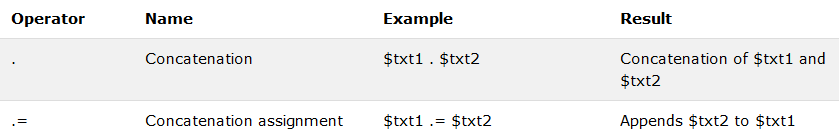 Operator Name Example Result
. Concatenation $txt1 . $txt2 Concatenation of $txt1 and
$txt2
.= Concatenation assignment $txt1 .= $txt2 Appends $txt2 to $txt1